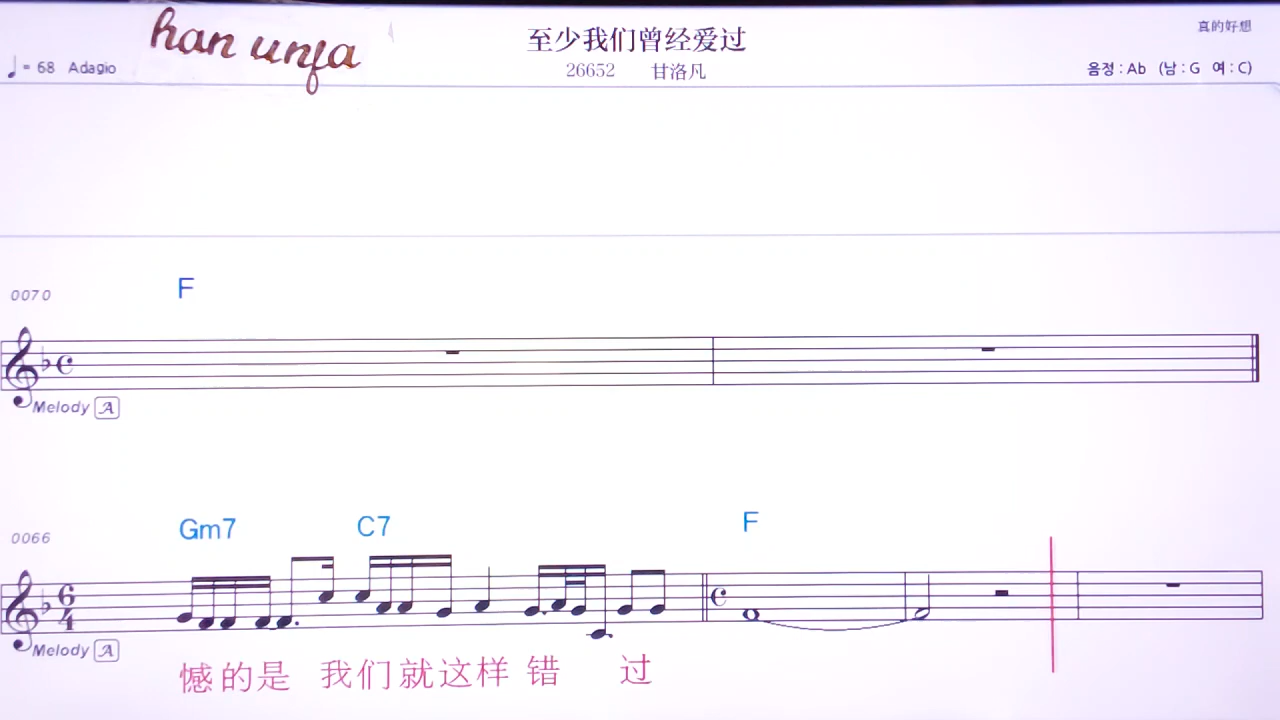 han unfa
至少我们曾经爱过
真的好想
♩= 68 Adagio
26652 甘洛凡
음정 : Ab (남 : G 여 : C)
0070
F
Melody A
0066
Gm7 C7 F
6/4
Melody A
憾的是 我们就这样 错 过